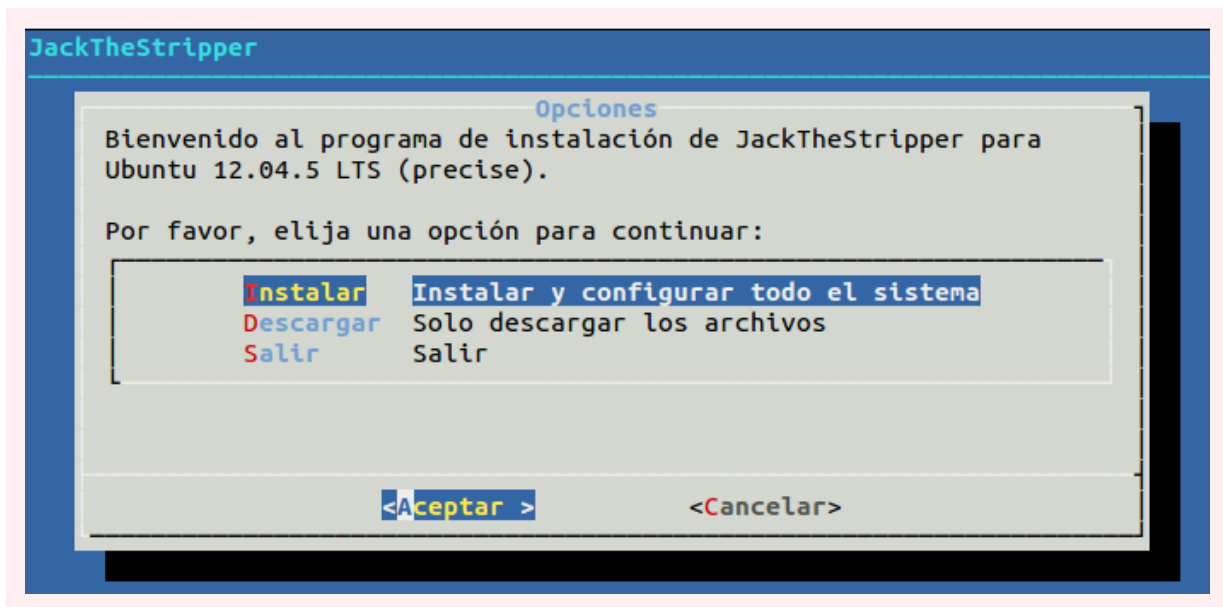 JackTheStripper
Opciones
Bienvenido al programa de instalación de JackTheStripper para
Ubuntu 12.04.5 LTS (precise).
Por favor, elija una opción para continuar:
Instalar Instalar y configurar todo el sistema
Descargar Solo descargar los archivos
Salir Salir
<Aceptar > <Cancelar>